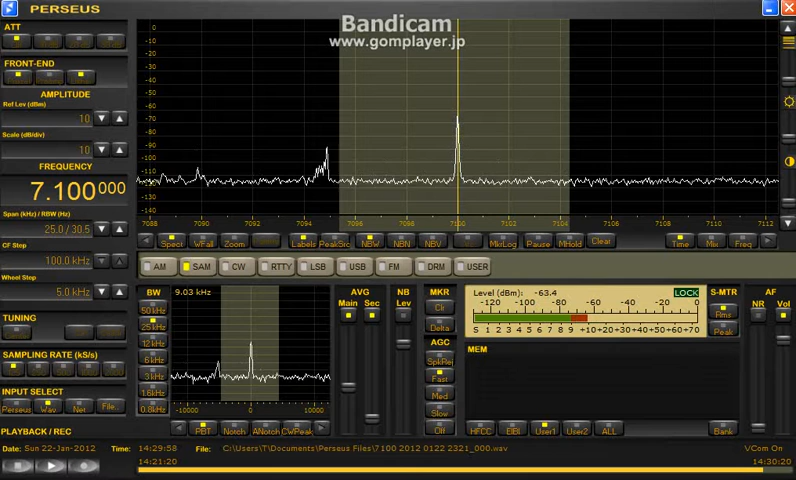 PERSEUS
Bandicam
www.gomplayer.jp
ATT
FRONT-END
AMPLITUDE
Ref Lev (dBm)
10
Scale (dB/div)
10
FREQUENCY
7.100000
Span (kHz) / RBW (Hz)
25.0 / 30.5
CF Step
100.0 kHz
Wheel Step
5.0 kHz
TUNING
SAMPLING RATE (kS/s)
INPUT SELECT
Perseus Wav Net File..
PLAYBACK / REC
0
-10
-20
-30
-40
-50
-60
-70
-80
-90
-100
-110
-120
-130
-140
7088 7090 7092 7094 7096 7098 7100 7102 7104 7106 7108 7110 7112
Spect WFall Zoom Labels PeakSrc NBW NBN NBV MkrLog Pause MHold Clear Time Mix Freq
AM SAM CW RTTY LSB USB FM DRM USER
BW
50kHz
25kHz
12kHz
6kHz
3kHz
1.6kHz
0.8kHz
9.03 kHz
-10000 0 10000
PBT Notch ANotch CWPeak
AVG
Main Sec
NB
Lev
MKR
Clr
Delta
AGC
SpkRej
Fast
Med
Slow
Off
Level (dBm): -63.4 LOCK
-120 -100 -80 -60 -40 -20 0
S 1 2 3 4 5 6 7 8 9 +10 +20 +30 +40 +50 +60 +70
S-MTR
Rms
Peak
AF
NR Vol
MEM
HFCC EIBI User1 User2 ALL Bank
Date: Sun 22-Jan-2012 Time: 14:29:58 File: C:\Users\T\Documents\Perseus Files\7100 2012 0122 2321_000.wav VCom On
14:21:20 14:30:20